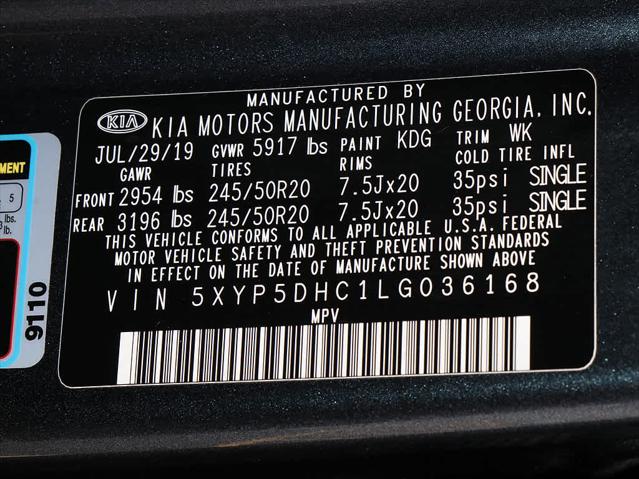 MANUFACTURED BY
KIA KIA MOTORS MANUFACTURING GEORGIA, INC.
JUL/29/19 GVWR 5917 lbs PAINT KDG TRIM WK
GAWR TIRES RIMS COLD TIRE INFL
FRONT 2954 lbs 245/50R20 7.5Jx20 35psi SINGLE
REAR 3196 lbs 245/50R20 7.5Jx20 35psi SINGLE
THIS VEHICLE CONFORMS TO ALL APPLICABLE U.S.A. FEDERAL
MOTOR VEHICLE SAFETY AND THEFT PREVENTION STANDARDS
IN EFFECT ON THE DATE OF MANUFACTURE SHOWN ABOVE
VIN 5XYP5DHC1LG036168
MPV
5
lbs.
lb.
9110